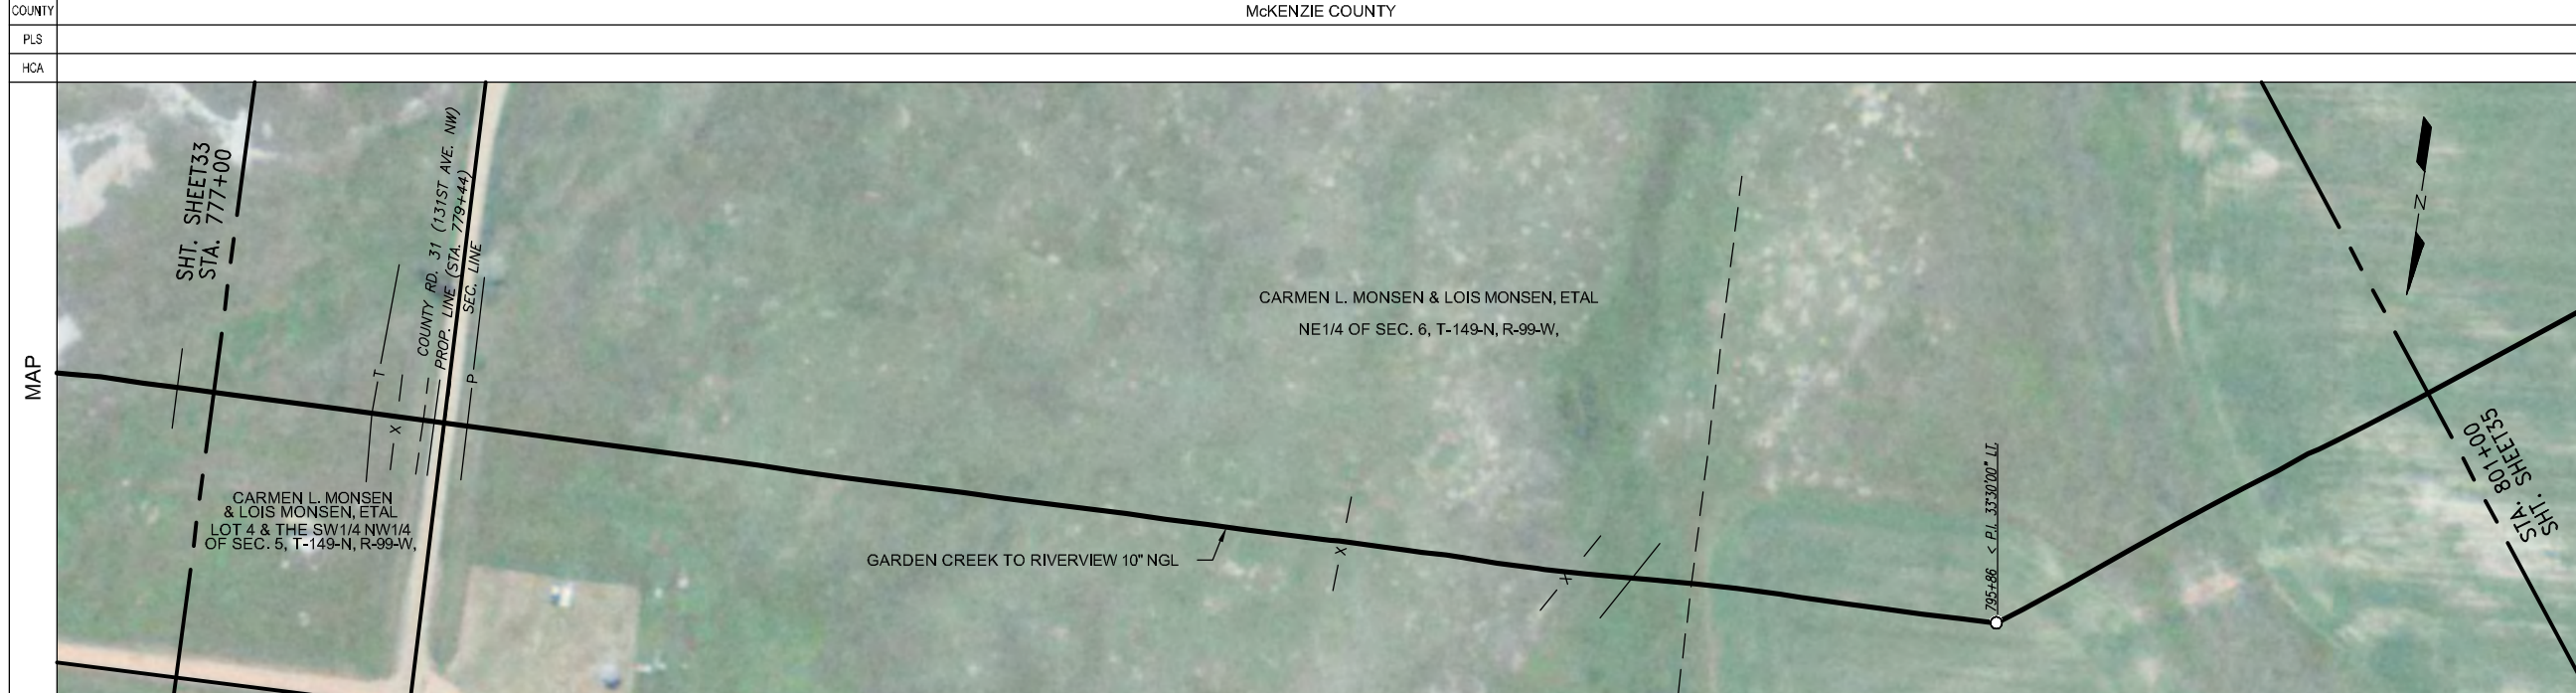 COUNTY
McKENZIE COUNTY
PLS
HCA
MAP
SHT. SHEET33
STA. 777+00
COUNTY RD. 31 (131ST AVE. NW)
PROP. LINE (STA. 779+44)
SEC. LINE
T
X
P
CARMEN L. MONSEN & LOIS MONSEN, ETAL
NE1/4 OF SEC. 6, T-149-N, R-99-W,
N
CARMEN L. MONSEN
& LOIS MONSEN, ETAL
LOT 4 & THE SW1/4 NW1/4
OF SEC. 5, T-149-N, R-99-W,
GARDEN CREEK TO RIVERVIEW 10" NGL
X
X
795+86 < P.I. 33°30'00" LT.
STA. 801+00
SHT. SHEET35